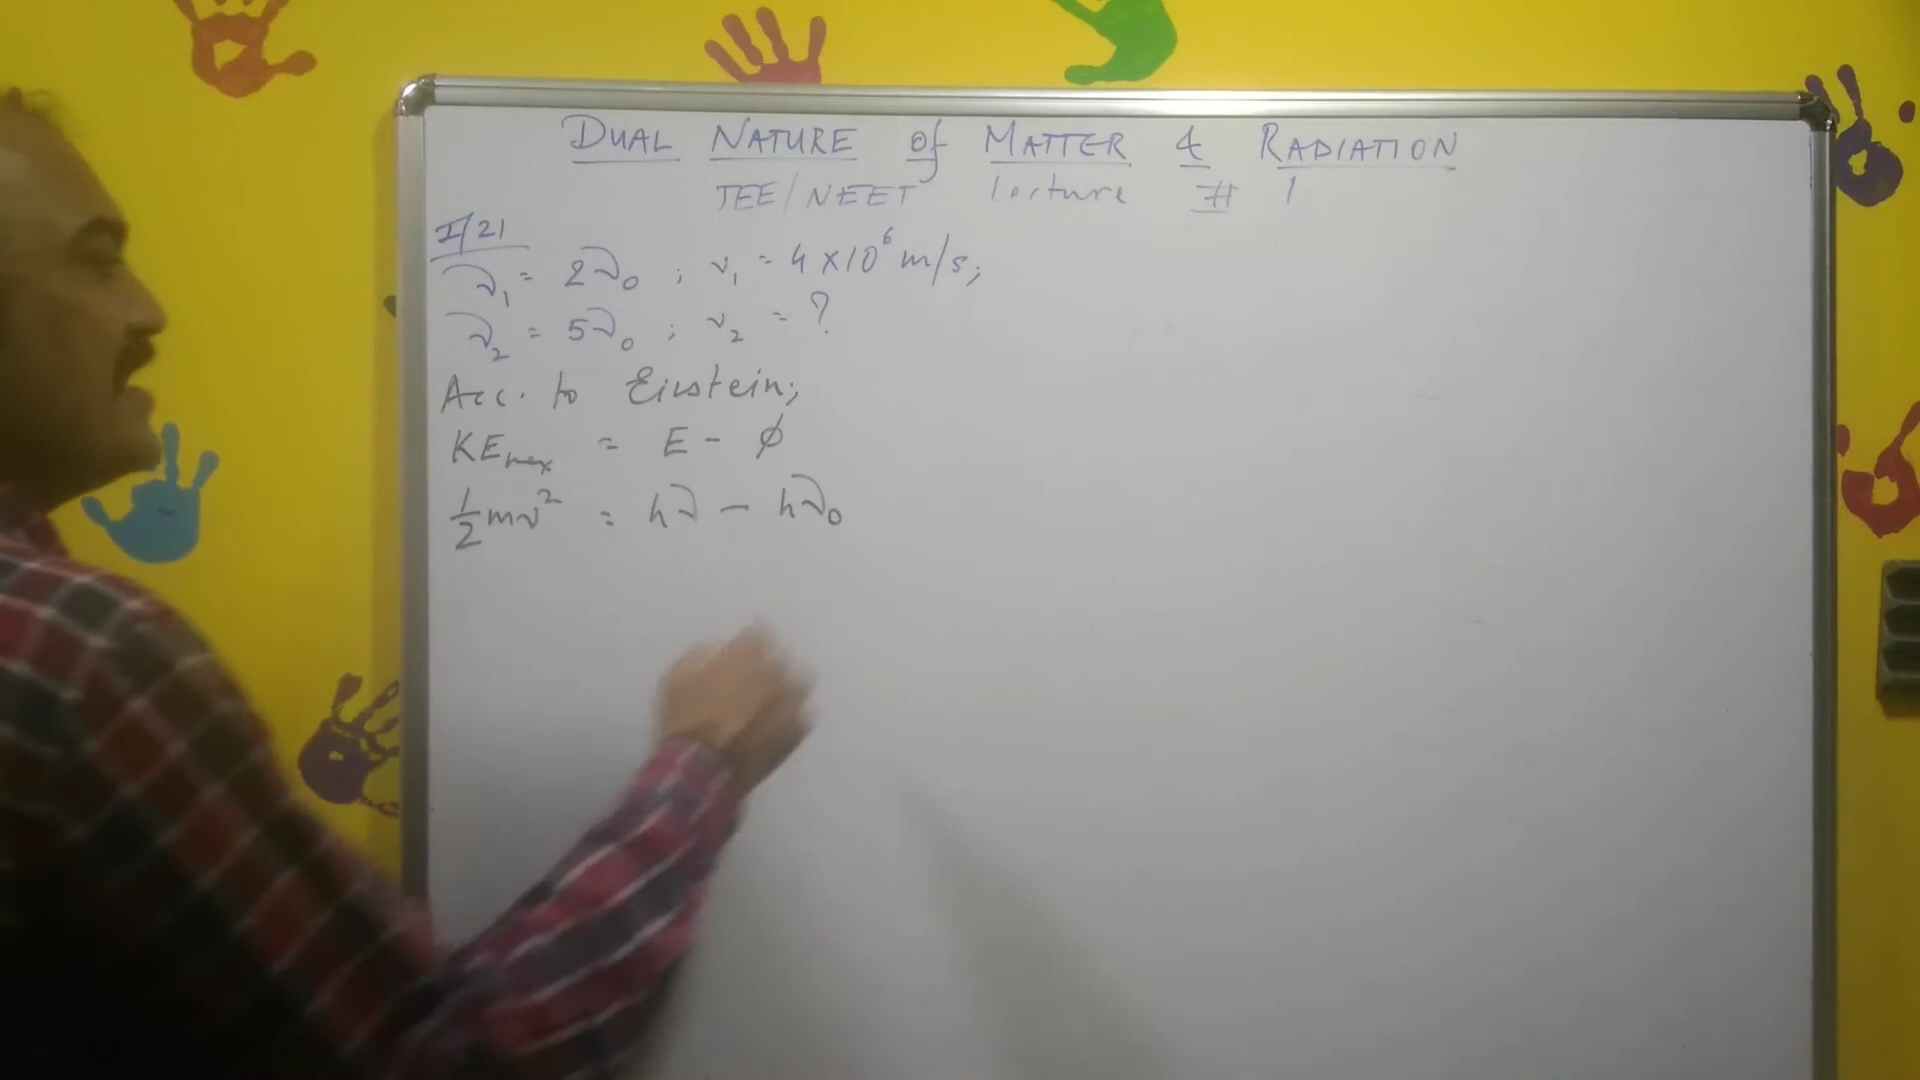 DUAL NATURE Of MATTER & RADIATION
JEE/NEET lecture # 1
I/21
ν₁ = 2ν₀ ; v₁ = 4×10⁶ m/s;
ν₂ = 5ν₀ ; v₂ = ?
Acc. to Einstein;
KEmax = E - ϕ
½mv² = hν - hν₀